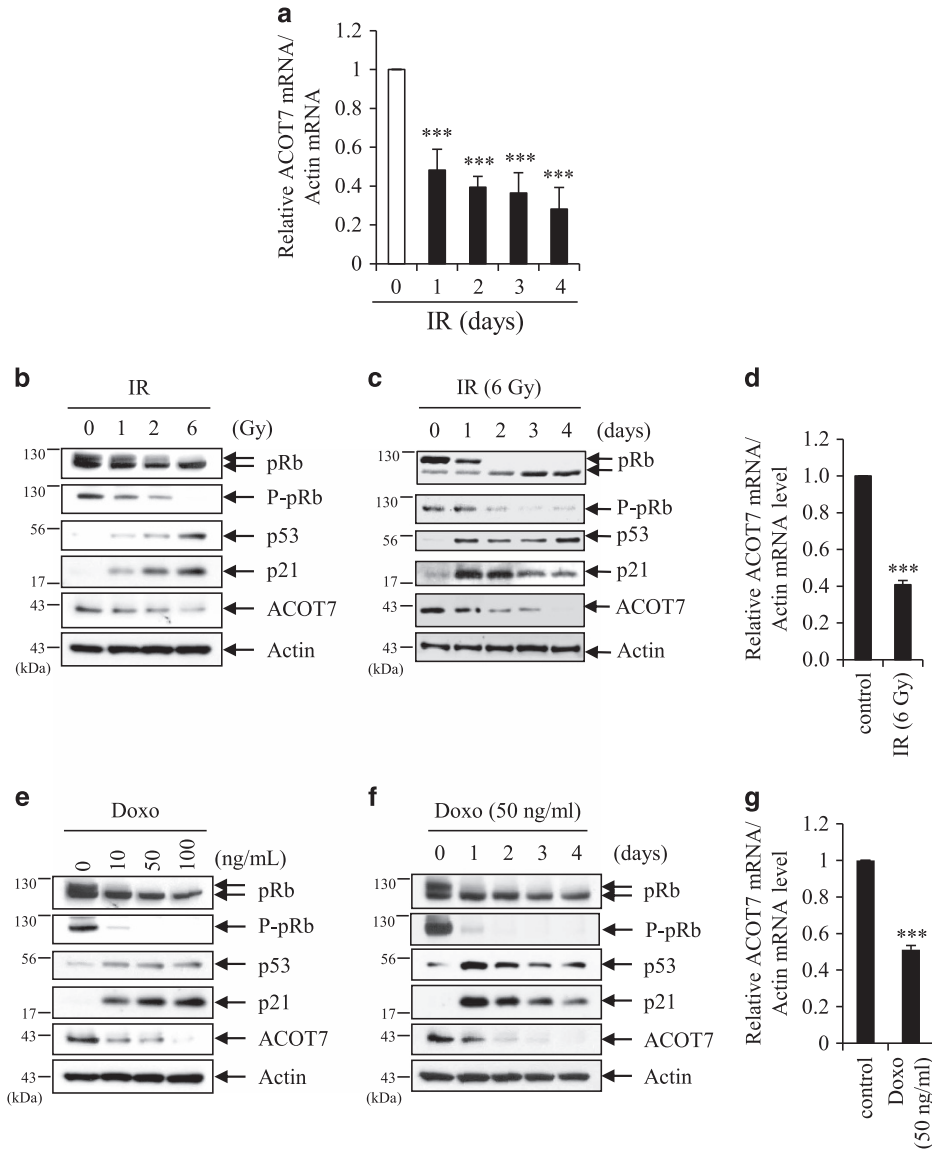 a
Relative ACOT7 mRNA/
Actin mRNA
1.2
1
0.8
0.6
0.4
0.2
0
***
***
***
***
0 1 2 3 4
IR (days)
b
IR
0 1 2 6 (Gy)
130
pRb
130
P-pRb
56
p53
17
p21
43
ACOT7
43
Actin
(kDa)
c
IR (6 Gy)
0 1 2 3 4 (days)
130
pRb
130
P-pRb
56
p53
17
p21
43
ACOT7
43
Actin
(kDa)
d
Relative ACOT7 mRNA/
Actin mRNA level
1.2
1.0
0.8
0.6
0.4
0.2
0.0
***
control
IR (6 Gy)
e
Doxo
0 10 50 100 (ng/mL)
130
pRb
130
P-pRb
56
p53
17
p21
43
ACOT7
43
Actin
(kDa)
f
Doxo (50 ng/ml)
0 1 2 3 4 (days)
130
pRb
130
P-pRb
56
p53
17
p21
43
ACOT7
43
Actin
(kDa)
g
Relative ACOT7 mRNA/
Actin mRNA level
1.2
1
0.8
0.6
0.4
0.2
0
***
control
Doxo
(50 ng/ml)